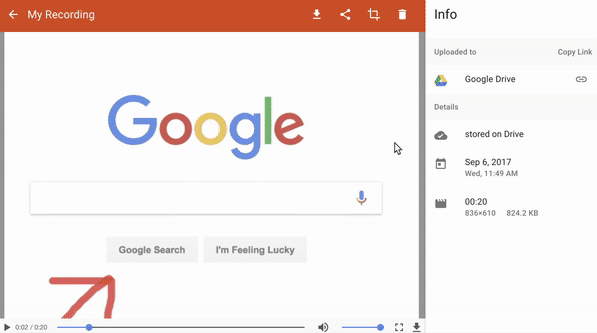 My Recording
Google
Google Search
I'm Feeling Lucky
0:02 / 0:20
Info
Uploaded to
Copy Link
Google Drive
Details
stored on Drive
Sep 6, 2017
Wed, 11:49 AM
00:20
836×610 824.2 KB